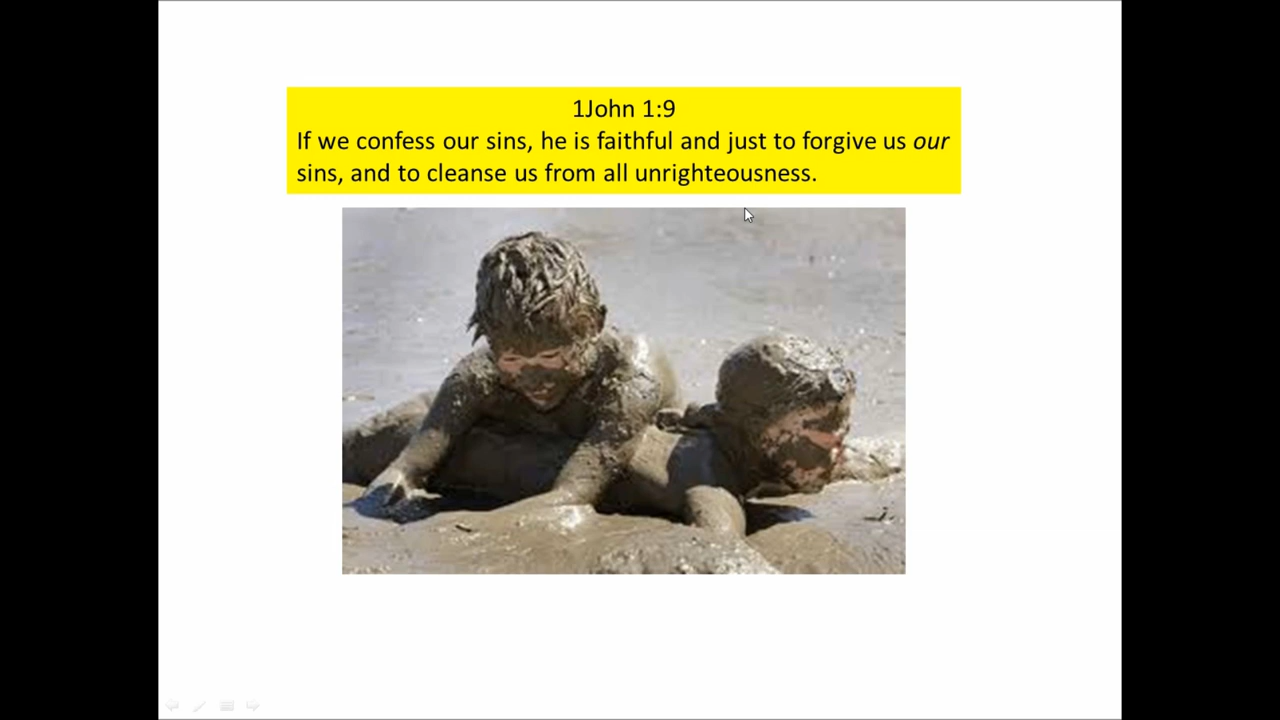 1John 1:9
If we confess our sins, he is faithful and just to forgive us our
sins, and to cleanse us from all unrighteousness.